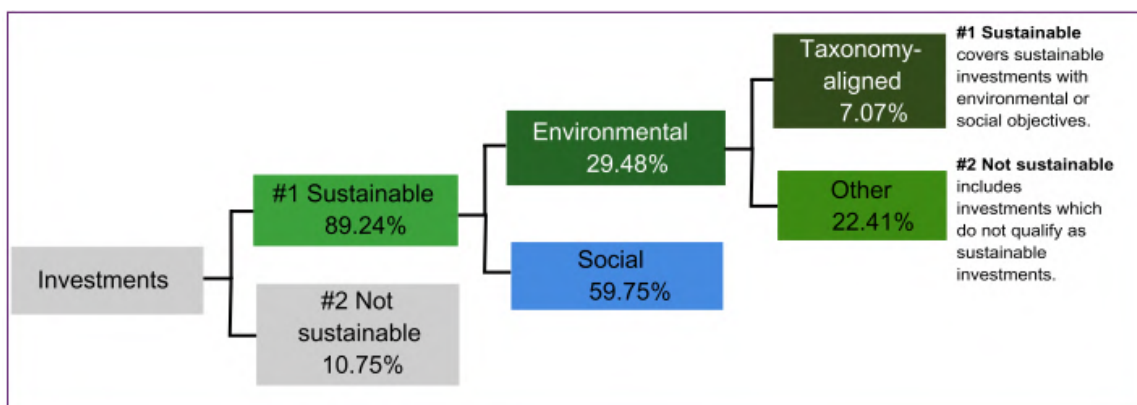 Investments
#1 Sustainable
89.24%
#2 Not
sustainable
10.75%
Environmental
29.48%
Social
59.75%
Taxonomy-
aligned
7.07%
Other
22.41%
#1 Sustainable
covers sustainable
investments with
environmental or
social objectives.
#2 Not sustainable
includes
investments which
do not qualify as
sustainable
investments.